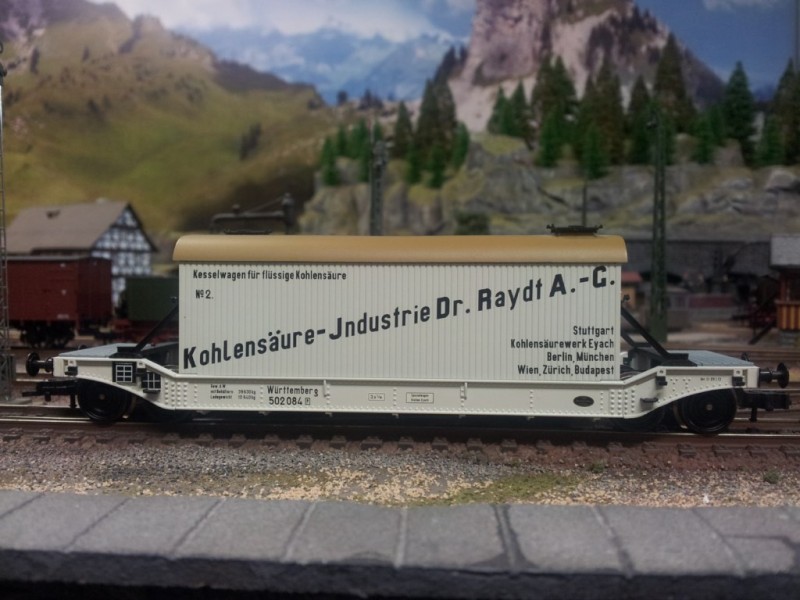 Kesselwagen für flüssige Kohlensäure
№ 2.
Kohlensäure-Jndustrie Dr. Raydt A.-G.
Stuttgart
Kohlensäurewerk Eyach
Berlin, München
Wien, Zürich, Budapest
Württemberg
502084